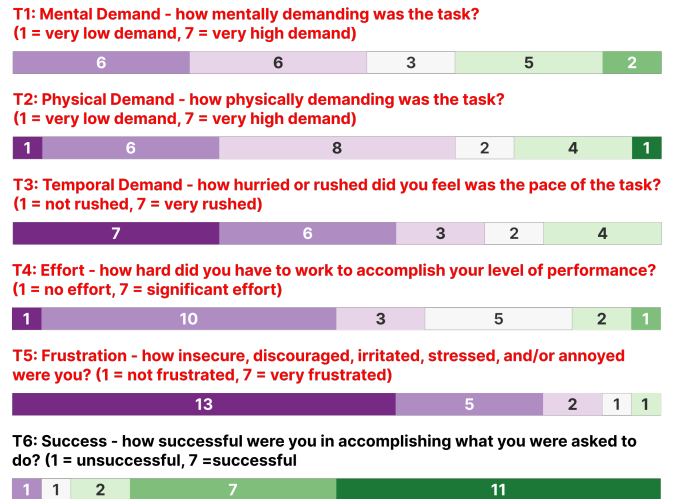 T1: Mental Demand - how mentally demanding was the task?
(1 = very low demand, 7 = very high demand)
6 6 3 5 2
T2: Physical Demand - how physically demanding was the task?
(1 = very low demand, 7 = very high demand)
1 6 8 2 4 1
T3: Temporal Demand - how hurried or rushed did you feel was the pace of the task?
(1 = not rushed, 7 = very rushed)
7 6 3 2 4
T4: Effort - how hard did you have to work to accomplish your level of performance?
(1 = no effort, 7 = significant effort)
1 10 3 5 2 1
T5: Frustration - how insecure, discouraged, irritated, stressed, and/or annoyed
were you? (1 = not frustrated, 7 = very frustrated)
13 5 2 1 1
T6: Success - how successful were you in accomplishing what you were asked to
do? (1 = unsuccessful, 7 =successful
1 1 2 7 11